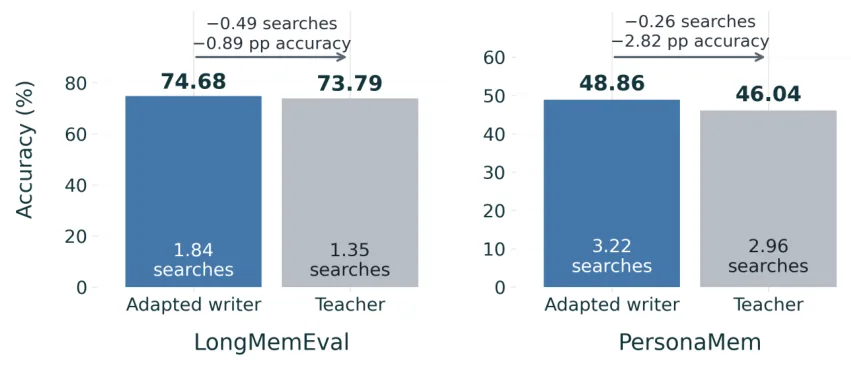 −0.49 searches
−0.89 pp accuracy
Accuracy (%)
80
60
40
20
0
74.68
73.79
1.84
searches
1.35
searches
Adapted writer
Teacher
LongMemEval
−0.26 searches
−2.82 pp accuracy
60
50
40
30
20
10
0
48.86
46.04
3.22
searches
2.96
searches
Adapted writer
Teacher
PersonaMem